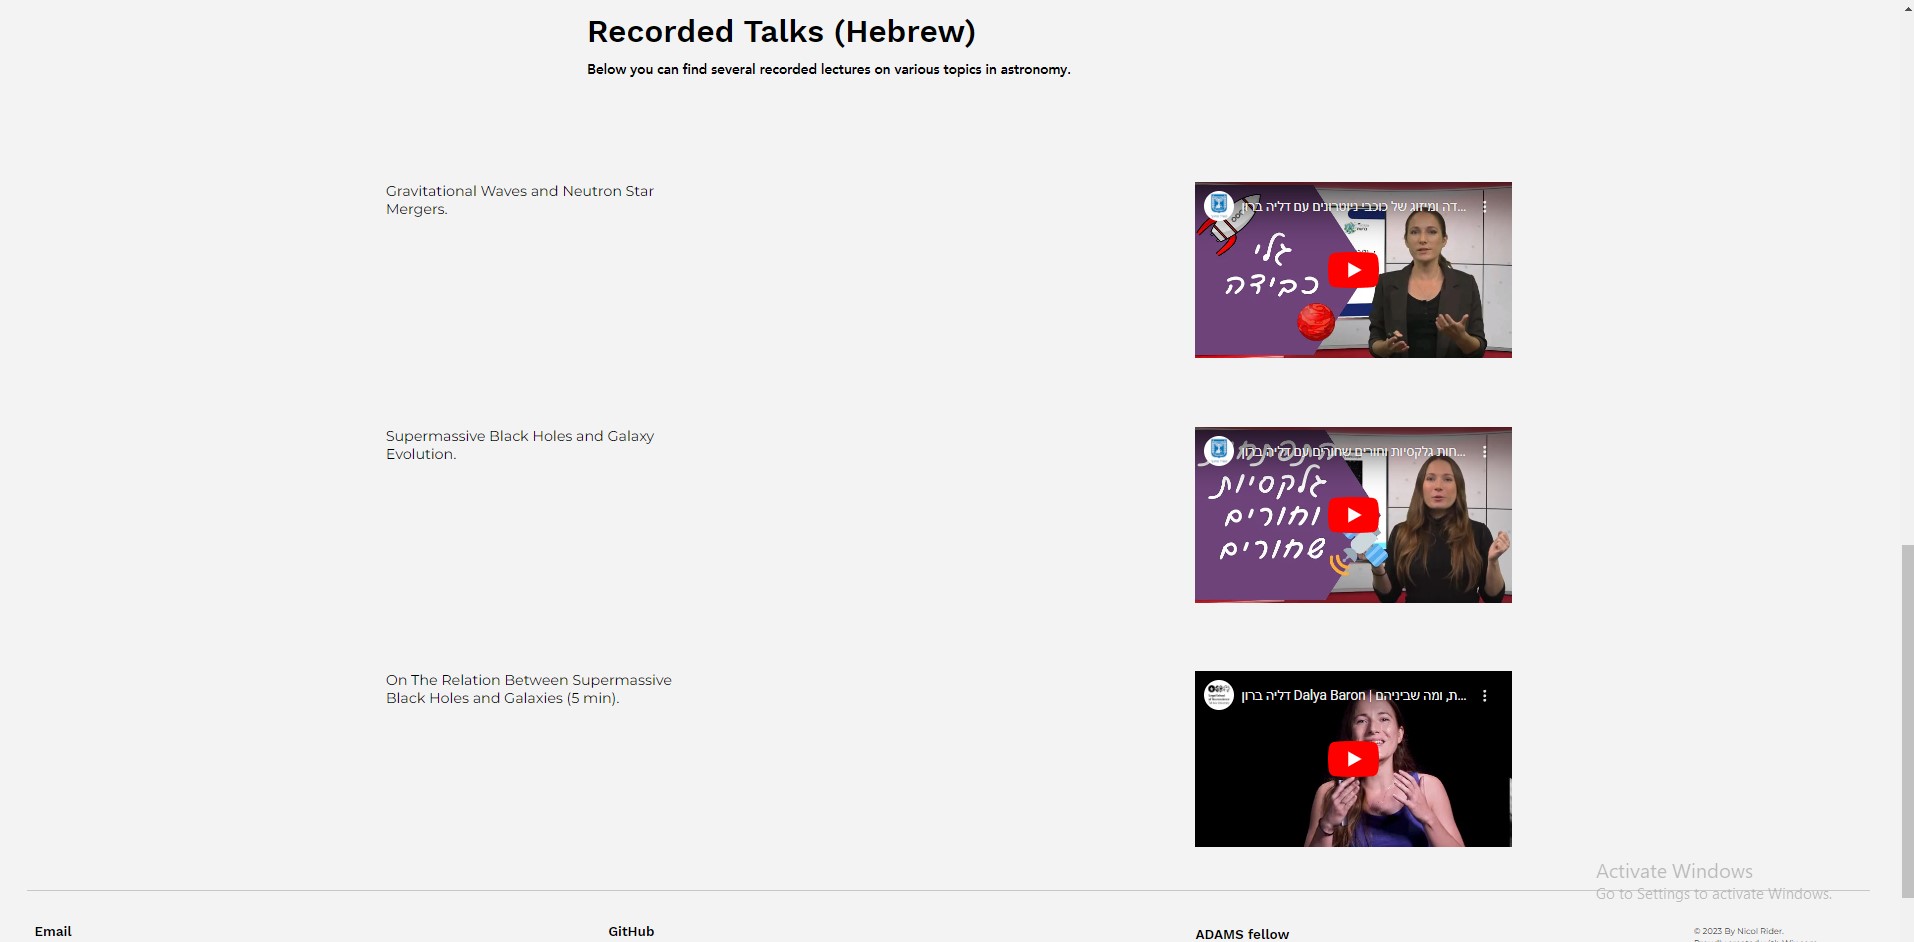 Recorded Talks (Hebrew)
Below you can find several recorded lectures on various topics in astronomy.
Gravitational Waves and Neutron Star
Mergers.
...דה ומיזוג של כוכבי ניוטרונים עם דליה ברון
גלי
כבידה
Supermassive Black Holes and Galaxy
Evolution.
...חות גלקסיות וחורים שחורים עם דליה ברון
התפתחות
גלקסיות
וחורים
שחורים
On The Relation Between Supermassive
Black Holes and Galaxies (5 min).
דליה ברון Dalya Baron | ת, ומה שביניהם...
Activate Windows
Go to Settings to activate Windows.
Email
GitHub
ADAMS fellow
© 2023 By Nicol Rider.